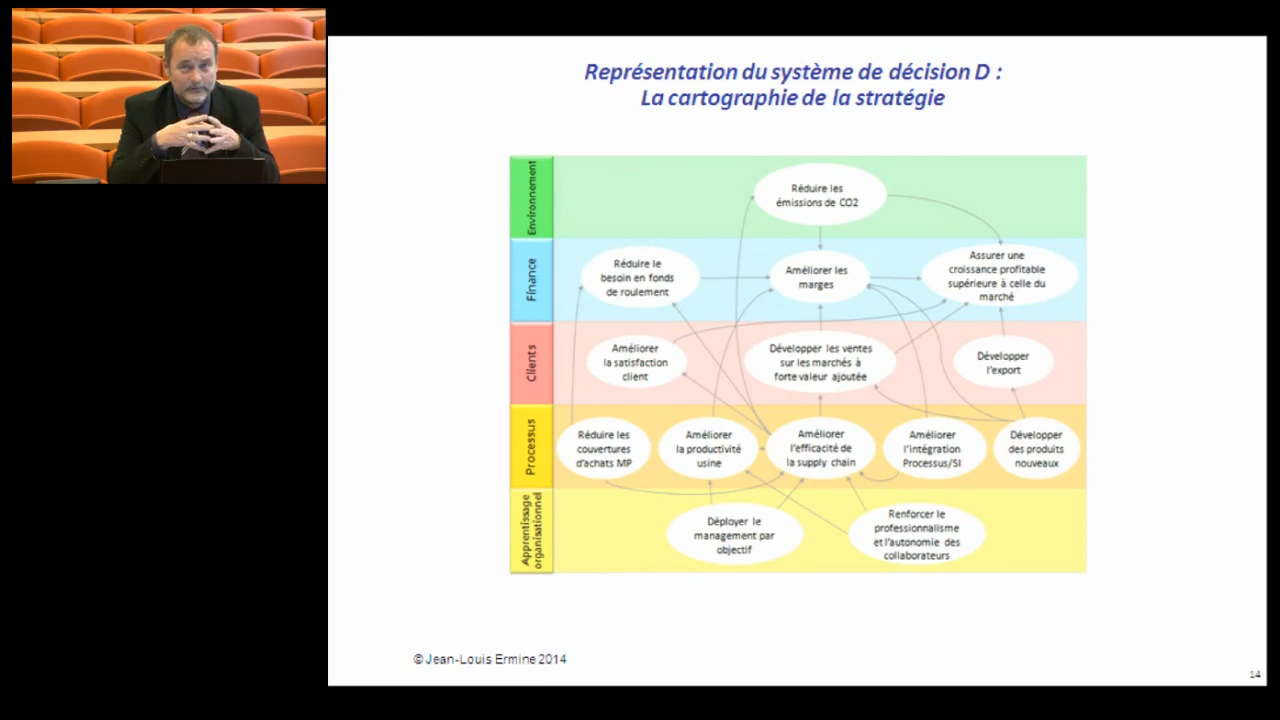 Représentation du système de décision D :
La cartographie de la stratégie
Environnement
Réduire les
émissions de CO2
Finance
Réduire le
besoin en fonds
de roulement
Améliorer les
marges
Assurer une
croissance profitable
supérieure à celle du
marché
Clients
Améliorer
la satisfaction
client
Développer les ventes
sur les marchés à
forte valeur ajoutée
Développer
l'export
Processus
Réduire les
couvertures
d'achats MP
Améliorer
la productivité
usine
Améliorer
l'efficacité de
la supply chain
Améliorer
l'intégration
Processus/SI
Développer
des produits
nouveaux
Apprentissage
organisationnel
Déployer le
management par
objectif
Renforcer le
professionnalisme
et l'autonomie des
collaborateurs
© Jean-Louis Ermine 2014
14